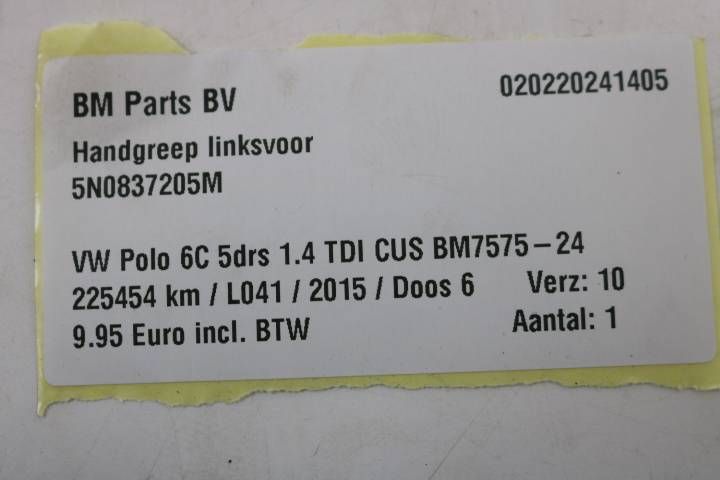 BM Parts BV 020220241405
Handgreep linksvoor
5N0837205M
VW Polo 6C 5drs 1.4 TDI CUS BM7575-24
225454 km / L041 / 2015 / Doos 6 Verz: 10
9.95 Euro incl. BTW Aantal: 1